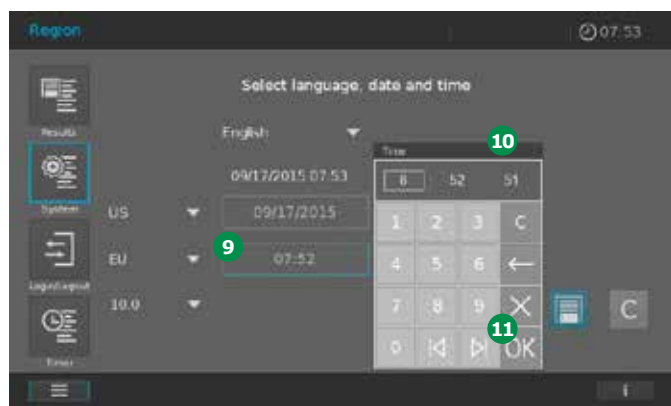 Region 07:53
Select language, date and time
Results
English
Time
10
09/17/2015 07:53
8 52 51
System
US 09/17/2015
1 2 3 C
9
EU 07:52
4 5 6
Login/Logout
10.0
7 8 9
C
11
0 OK
Timer
i